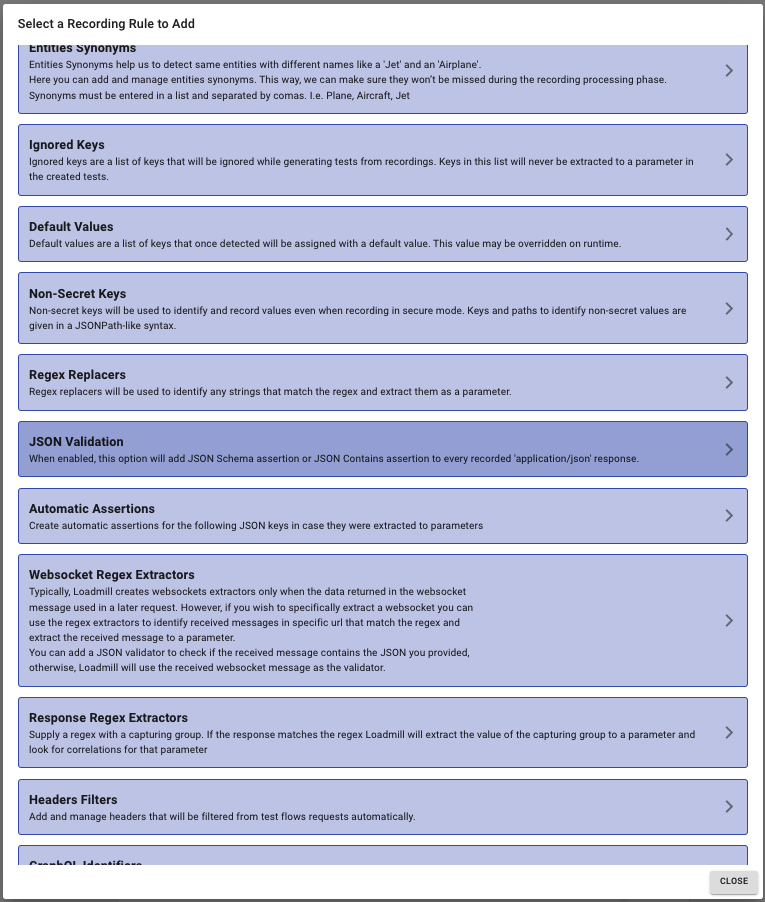 Select a Recording Rule to Add
Entities Synonyms
Entities Synonyms help us to detect same entities with different names like a 'Jet' and an 'Airplane'.
Here you can add and manage entities synonyms. This way, we can make sure they won't be missed during the recording processing phase.
Synonyms must be entered in a list and separated by comas. I.e. Plane, Aircraft, Jet
Ignored Keys
Ignored keys are a list of keys that will be ignored while generating tests from recordings. Keys in this list will never be extracted to a parameter in
the created tests.
Default Values
Default values are a list of keys that once detected will be assigned with a default value. This value may be overridden on runtime.
Non-Secret Keys
Non-secret keys will be used to identify and record values even when recording in secure mode. Keys and paths to identify non-secret values are
given in a JSONPath-like syntax.
Regex Replacers
Regex replacers will be used to identify any strings that match the regex and extract them as a parameter.
JSON Validation
When enabled, this option will add JSON Schema assertion or JSON Contains assertion to every recorded 'application/json' response.
Automatic Assertions
Create automatic assertions for the following JSON keys in case they were extracted to parameters
Websocket Regex Extractors
Typically, Loadmill creates websockets extractors only when the data returned in the websocket
message used in a later request. However, if you wish to specifically extract a websocket you can
use the regex extractors to identify received messages in specific url that match the regex and
extract the received message to a parameter.
You can add a JSON validator to check if the received message contains the JSON you provided,
otherwise, Loadmill will use the received websocket message as the validator.
Response Regex Extractors
Supply a regex with a capturing group. If the response matches the regex Loadmill will extract the value of the capturing group to a parameter and
look for correlations for that parameter
Headers Filters
Add and manage headers that will be filtered from test flows requests automatically.
GraphQL Identifiers
CLOSE